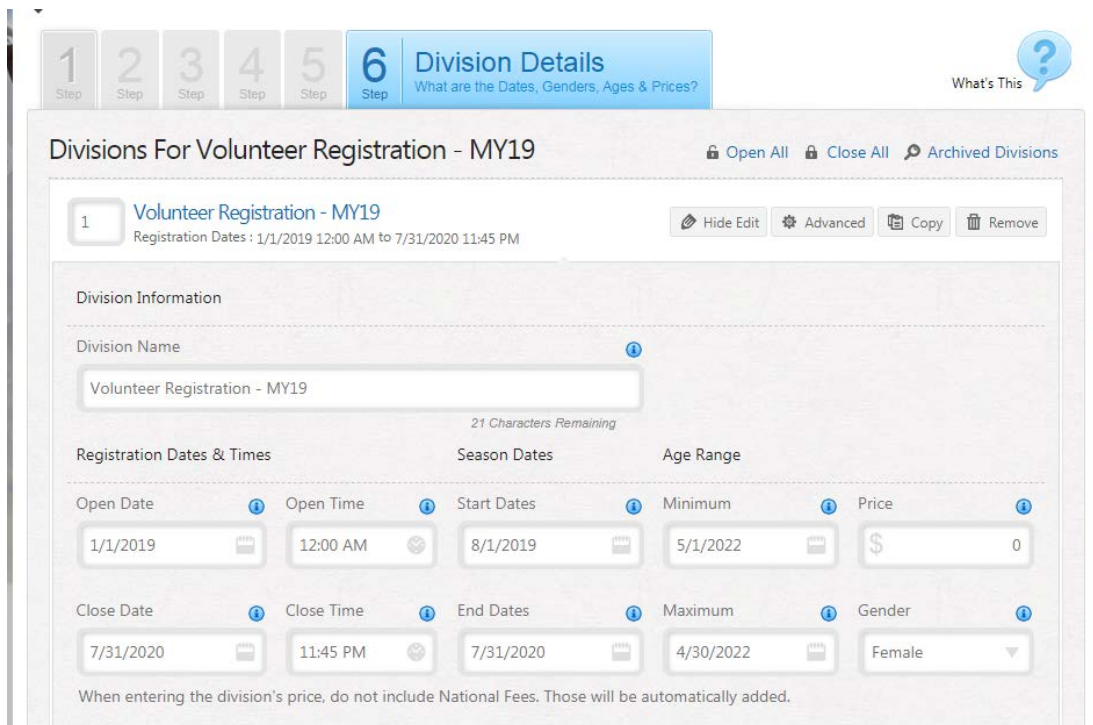 1 2 3 4 5 6 Division Details
Step Step Step Step Step Step What are the Dates, Genders, Ages & Prices?
What's This ?
Divisions For Volunteer Registration - MY19 Open All Close All Archived Divisions
1 Volunteer Registration - MY19 Hide Edit Advanced Copy Remove
Registration Dates : 1/1/2019 12:00 AM to 7/31/2020 11:45 PM
Division Information
Division Name
Volunteer Registration - MY19
21 Characters Remaining
Registration Dates & Times Season Dates Age Range
Open Date Open Time Start Dates Minimum Price
1/1/2019 12:00 AM 8/1/2019 5/1/2022 $ 0
Close Date Close Time End Dates Maximum Gender
7/31/2020 11:45 PM 7/31/2020 4/30/2022 Female
When entering the division's price, do not include National Fees. Those will be automatically added.